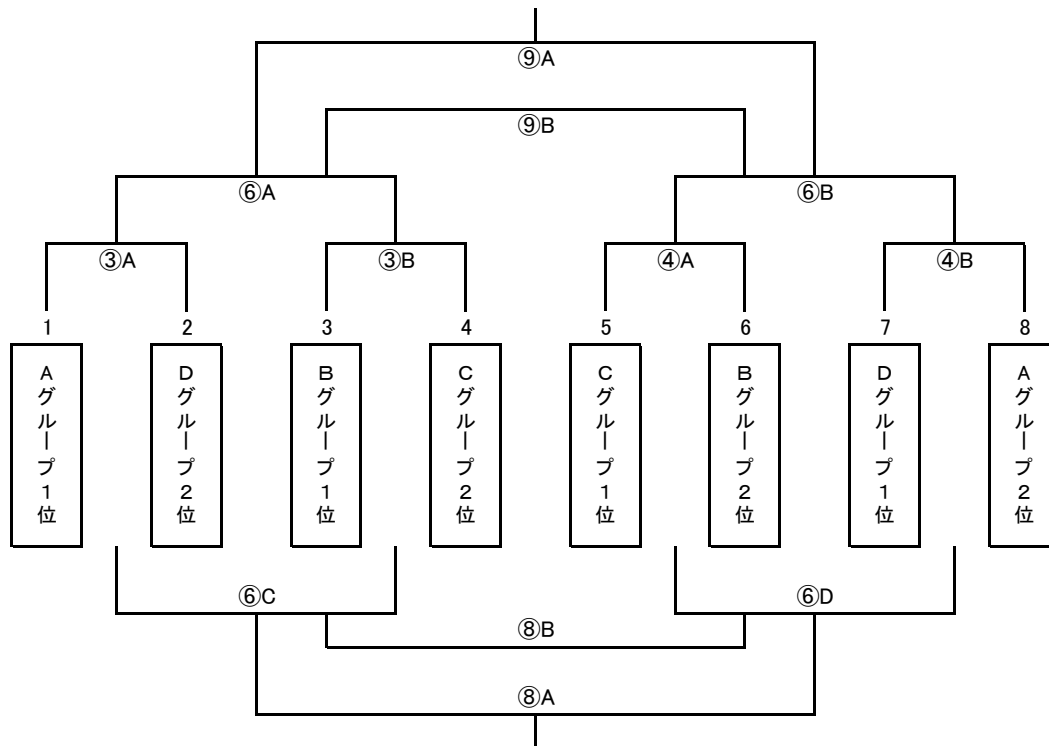 ⑨A
⑨B
⑥A
⑥B
③A
③B
④A
④B
1
2
3
4
5
6
7
8
Aグループ1位
Dグループ2位
Bグループ1位
Cグループ2位
Cグループ1位
Bグループ2位
Dグループ1位
Aグループ2位
⑥C
⑥D
⑧B
⑧A